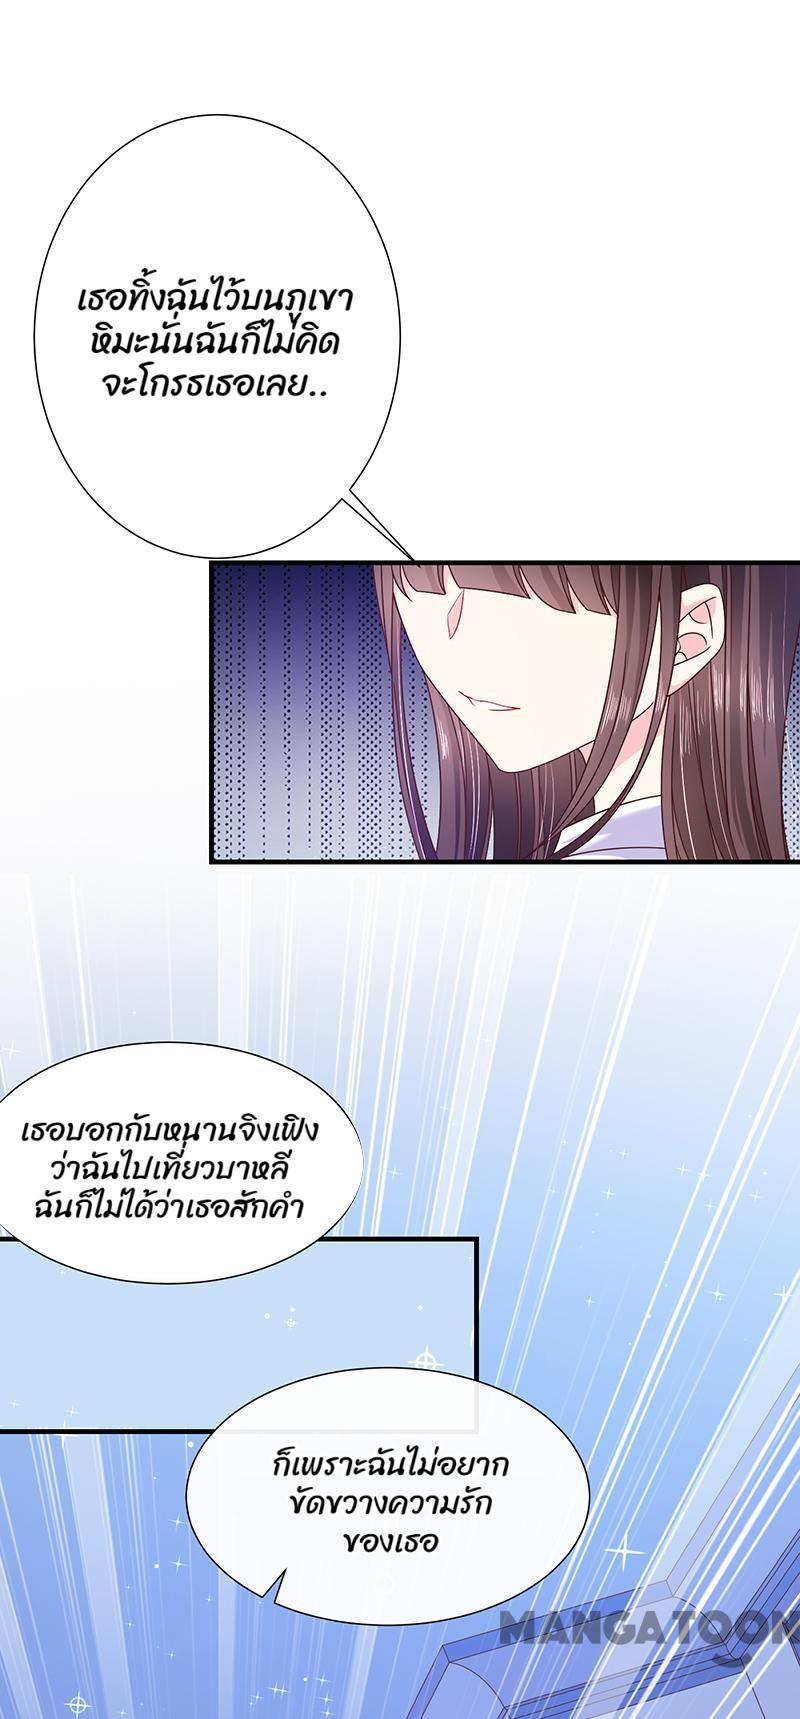 เธอทิ้งฉันไว้บนภูเขา
หิมะนั่นฉันก็ไม่คิด
จะโกรธเธอเลย..
เธอบอกกับหนานจิงเฟิง
ว่าฉันไปเที่ยวบาหลี
ฉันก็ไม่ได้ว่าเธอสักคำ
ก็เพราะฉันไม่อยาก
ขัดขวางความรัก
ของเธอ
MANGATOON